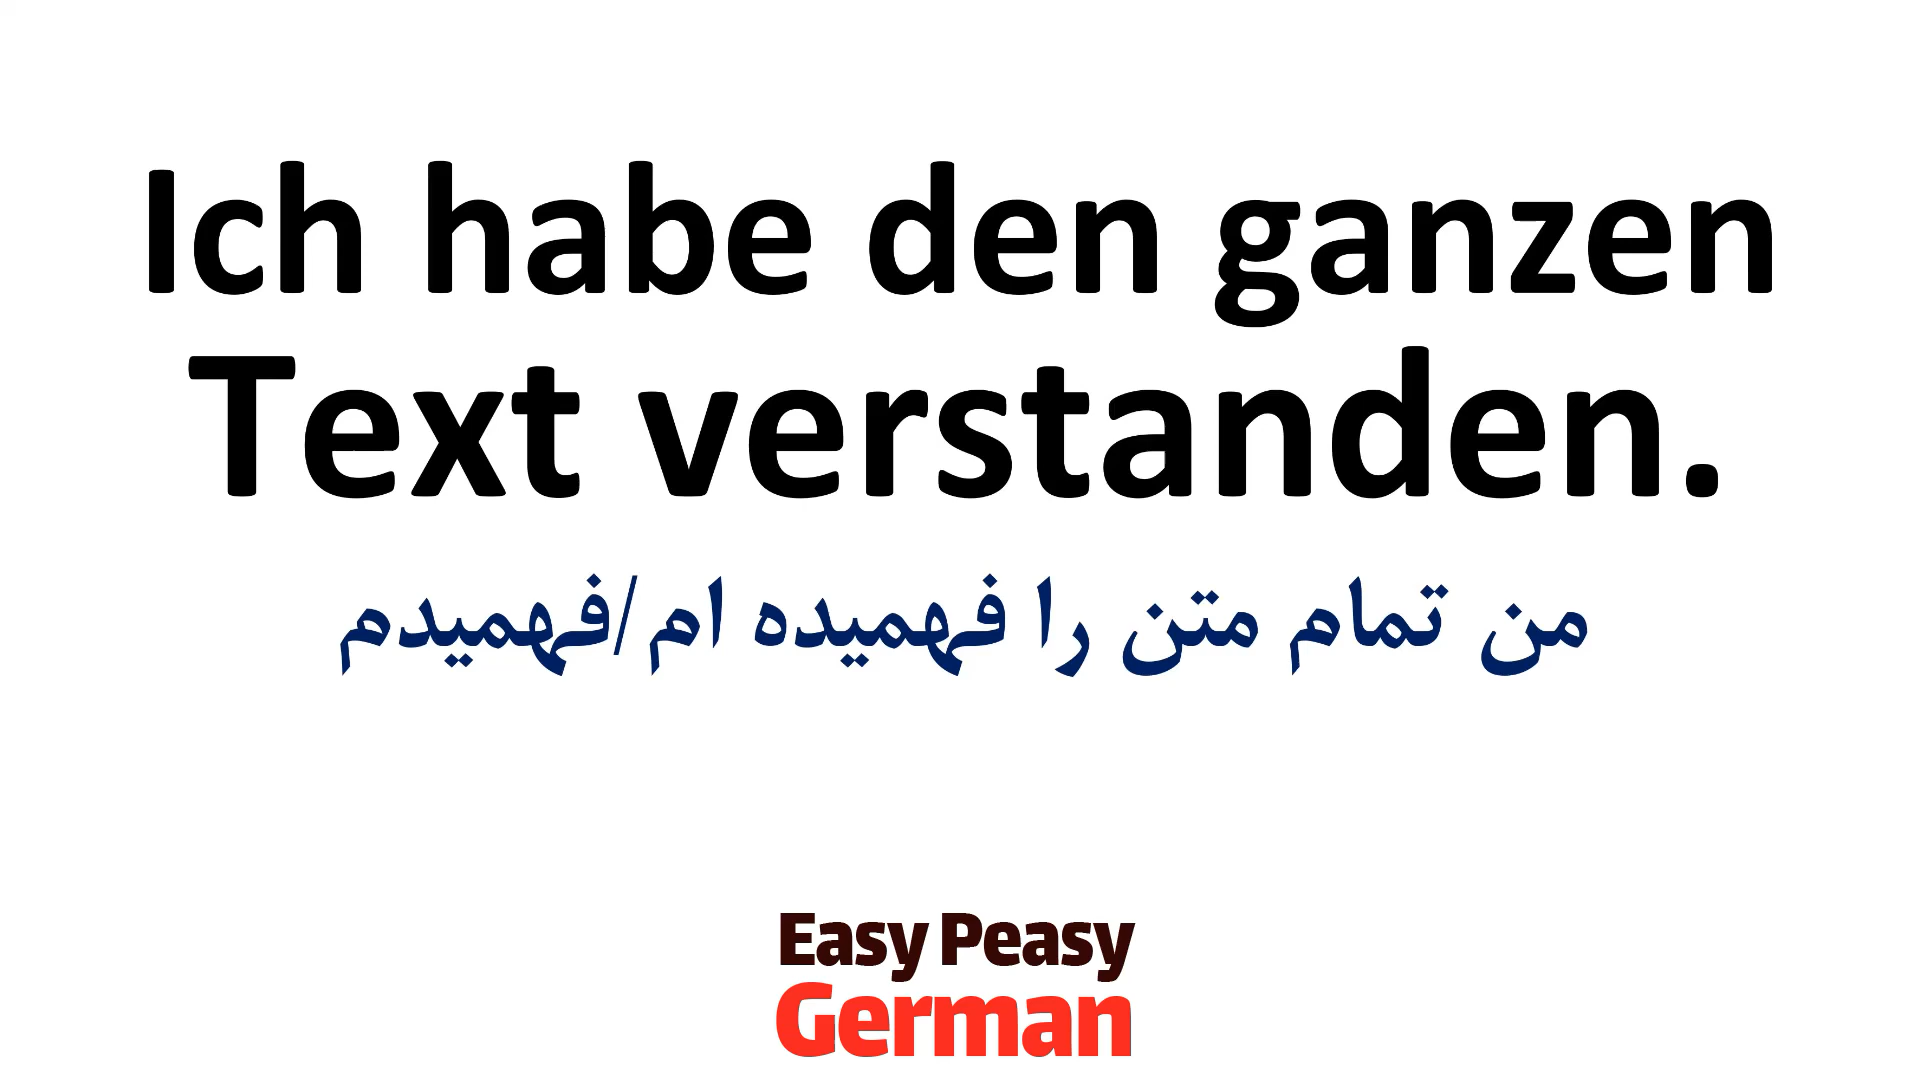 Ich habe den ganzen
Text verstanden.
من تمام متن را فهمیده ام/فهمیدم
Easy Peasy
German